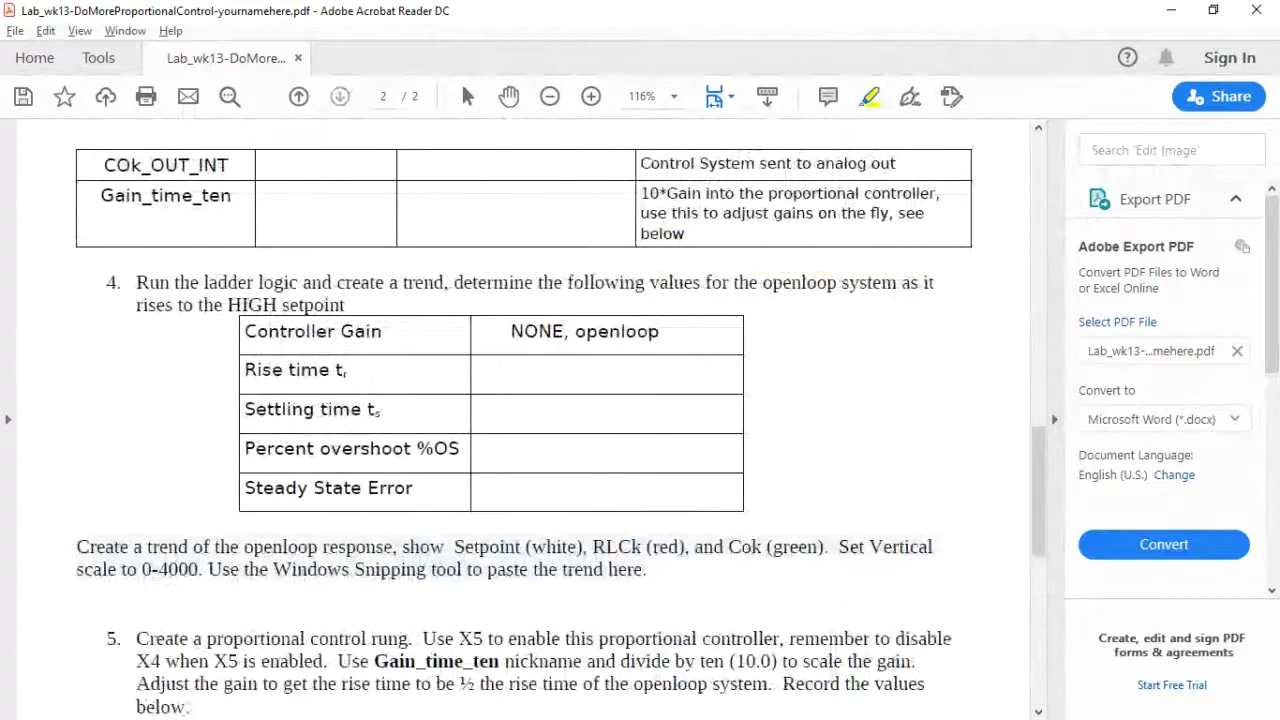 Lab_wk13-DoMoreProportionalControl-yournamehere.pdf - Adobe Acrobat Reader DC
File Edit View Window Help
Home Tools Lab_wk13-DoMore... × Sign In
2 / 2 116% Share
COk_OUT_INT Control System sent to analog out
Gain_time_ten 10*Gain into the proportional controller,
use this to adjust gains on the fly, see
below
4. Run the ladder logic and create a trend, determine the following values for the openloop system as it
rises to the HIGH setpoint
Controller Gain NONE, openloop
Rise time tr
Settling time ts
Percent overshoot %OS
Steady State Error
Create a trend of the openloop response, show Setpoint (white), RLCk (red), and Cok (green). Set Vertical
scale to 0-4000. Use the Windows Snipping tool to paste the trend here.
5. Create a proportional control rung. Use X5 to enable this proportional controller, remember to disable
X4 when X5 is enabled. Use Gain_time_ten nickname and divide by ten (10.0) to scale the gain.
Adjust the gain to get the rise time to be ½ the rise time of the openloop system. Record the values
below.
Search 'Edit Image'
Export PDF
Adobe Export PDF
Convert PDF Files to Word
or Excel Online
Select PDF File
Lab_wk13-...mehere.pdf
Convert to
Microsoft Word (*.docx)
Document Language:
English (U.S.) Change
Convert
Create, edit and sign PDF
forms & agreements
Start Free Trial